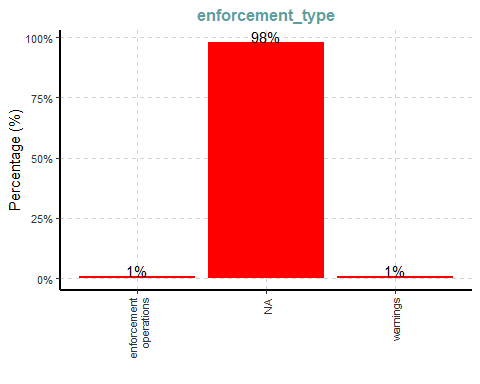 enforcement_type
Percentage (%)
100%
75%
50%
25%
0%
1%
98%
1%
enforcement
operations
NA
warnings